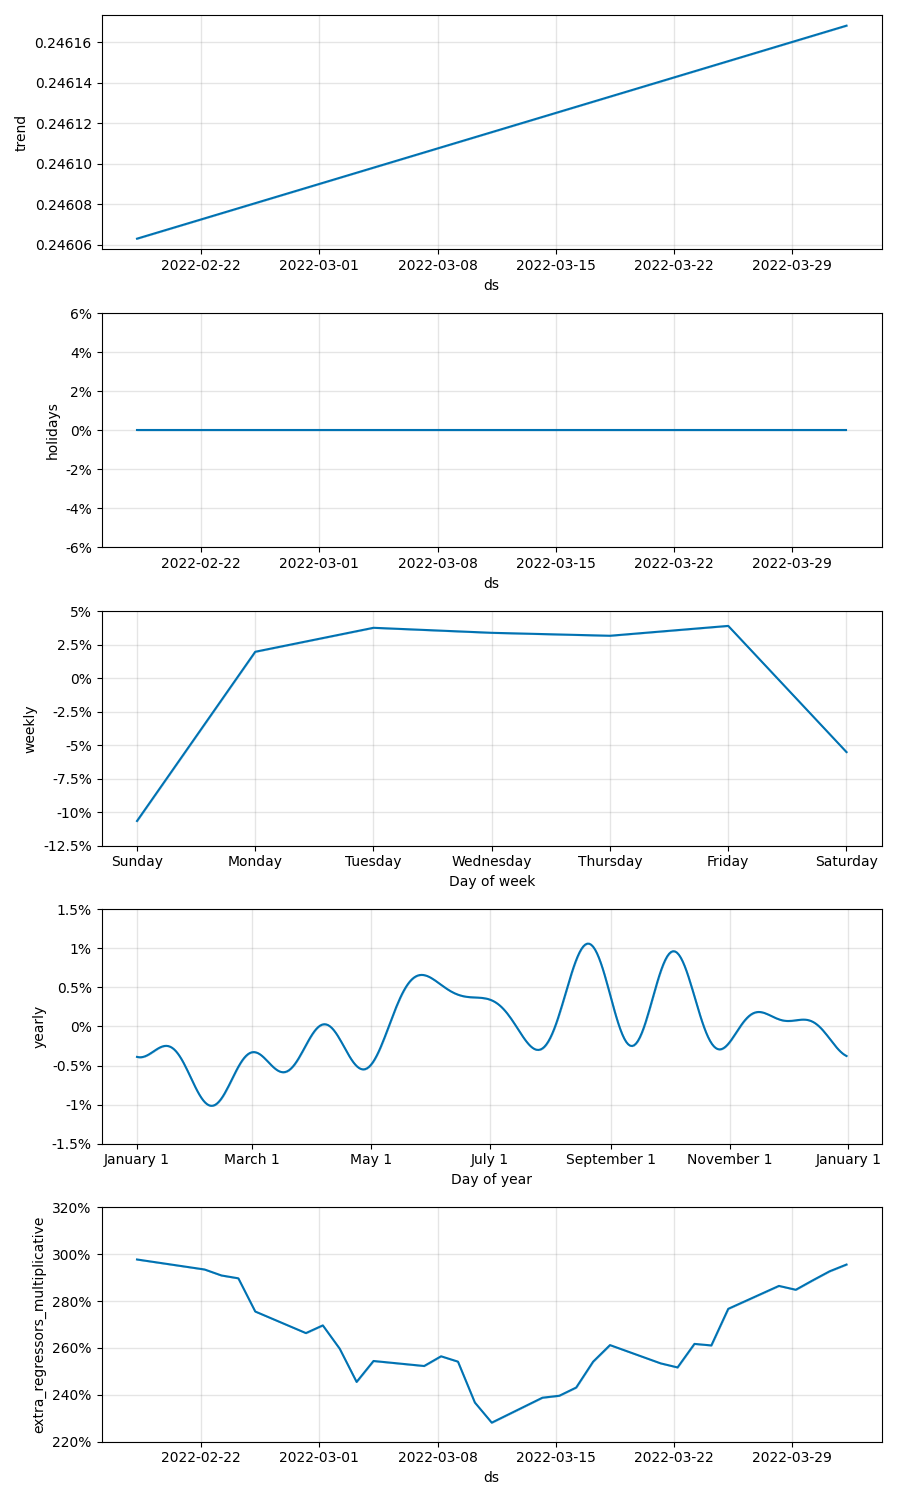 0.24616
0.24614
0.24612
0.24610
0.24608
0.24606
trend
2022-02-22 2022-03-01 2022-03-08 2022-03-15 2022-03-22 2022-03-29
ds
6%
4%
2%
0%
-2%
-4%
-6%
holidays
2022-02-22 2022-03-01 2022-03-08 2022-03-15 2022-03-22 2022-03-29
ds
5%
2.5%
0%
-2.5%
-5%
-7.5%
-10%
-12.5%
weekly
Sunday Monday Tuesday Wednesday Thursday Friday Saturday
Day of week
1.5%
1%
0.5%
0%
-0.5%
-1%
-1.5%
yearly
January 1 March 1 May 1 July 1 September 1 November 1 January 1
Day of year
320%
300%
280%
260%
240%
220%
extra_regressors_multiplicative
2022-02-22 2022-03-01 2022-03-08 2022-03-15 2022-03-22 2022-03-29
ds